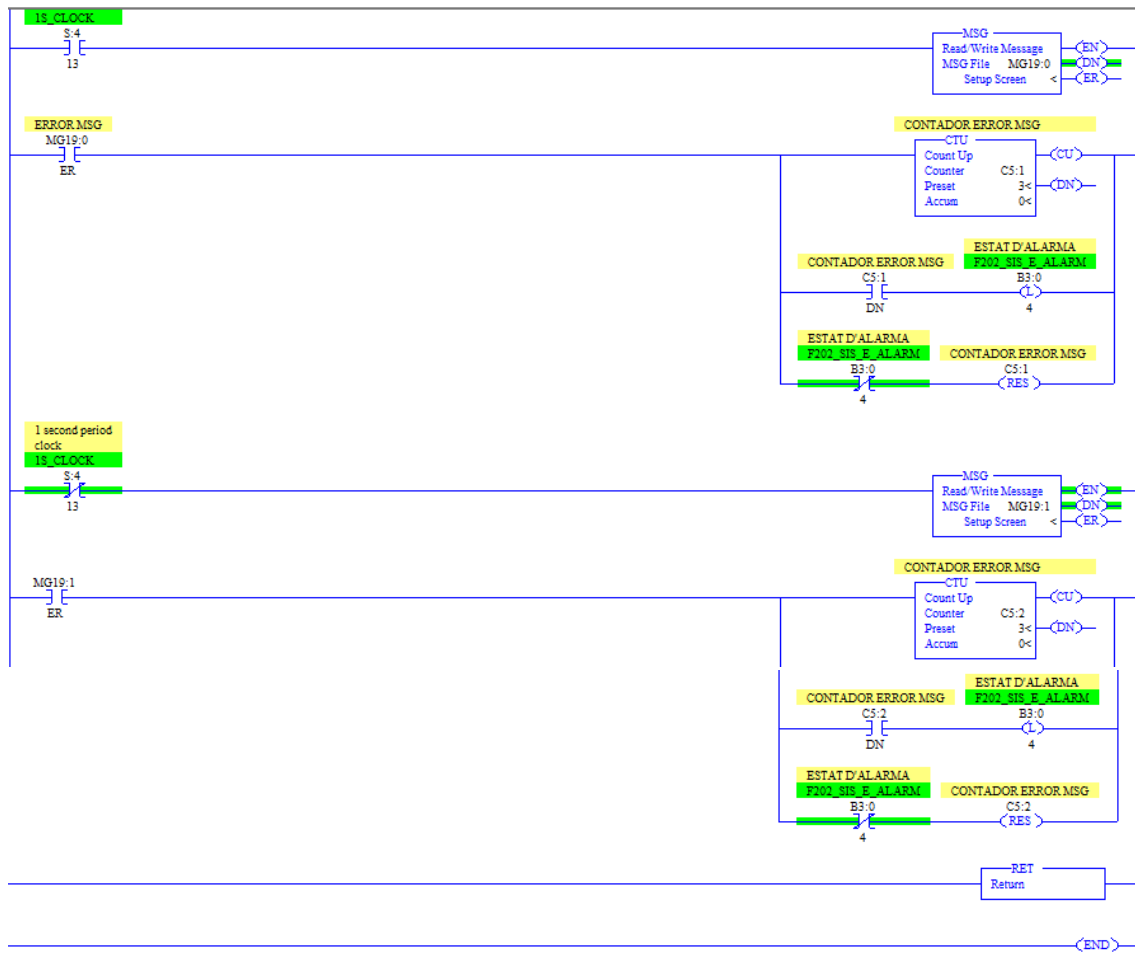 1S_CLOCK
S:4
13
MSG
Read/Write Message
MSG File MG19:0
Setup Screen <
EN
DN
ER
ERROR MSG
MG19:0
ER
CONTADOR ERROR MSG
CTU
Count Up
Counter C5:1
Preset 3<
Accum 0<
CU
DN
CONTADOR ERROR MSG
C5:1
DN
ESTAT D'ALARMA
F202_SIS_E_ALARM
B3:0
L
4
ESTAT D'ALARMA
F202_SIS_E_ALARM
B3:0
4
CONTADOR ERROR MSG
C5:1
RES
1 second period
clock
1S_CLOCK
S:4
13
MSG
Read/Write Message
MSG File MG19:1
Setup Screen <
EN
DN
ER
MG19:1
ER
CONTADOR ERROR MSG
CTU
Count Up
Counter C5:2
Preset 3<
Accum 0<
CU
DN
CONTADOR ERROR MSG
C5:2
DN
ESTAT D'ALARMA
F202_SIS_E_ALARM
B3:0
L
4
ESTAT D'ALARMA
F202_SIS_E_ALARM
B3:0
4
CONTADOR ERROR MSG
C5:2
RES
RET
Return
END